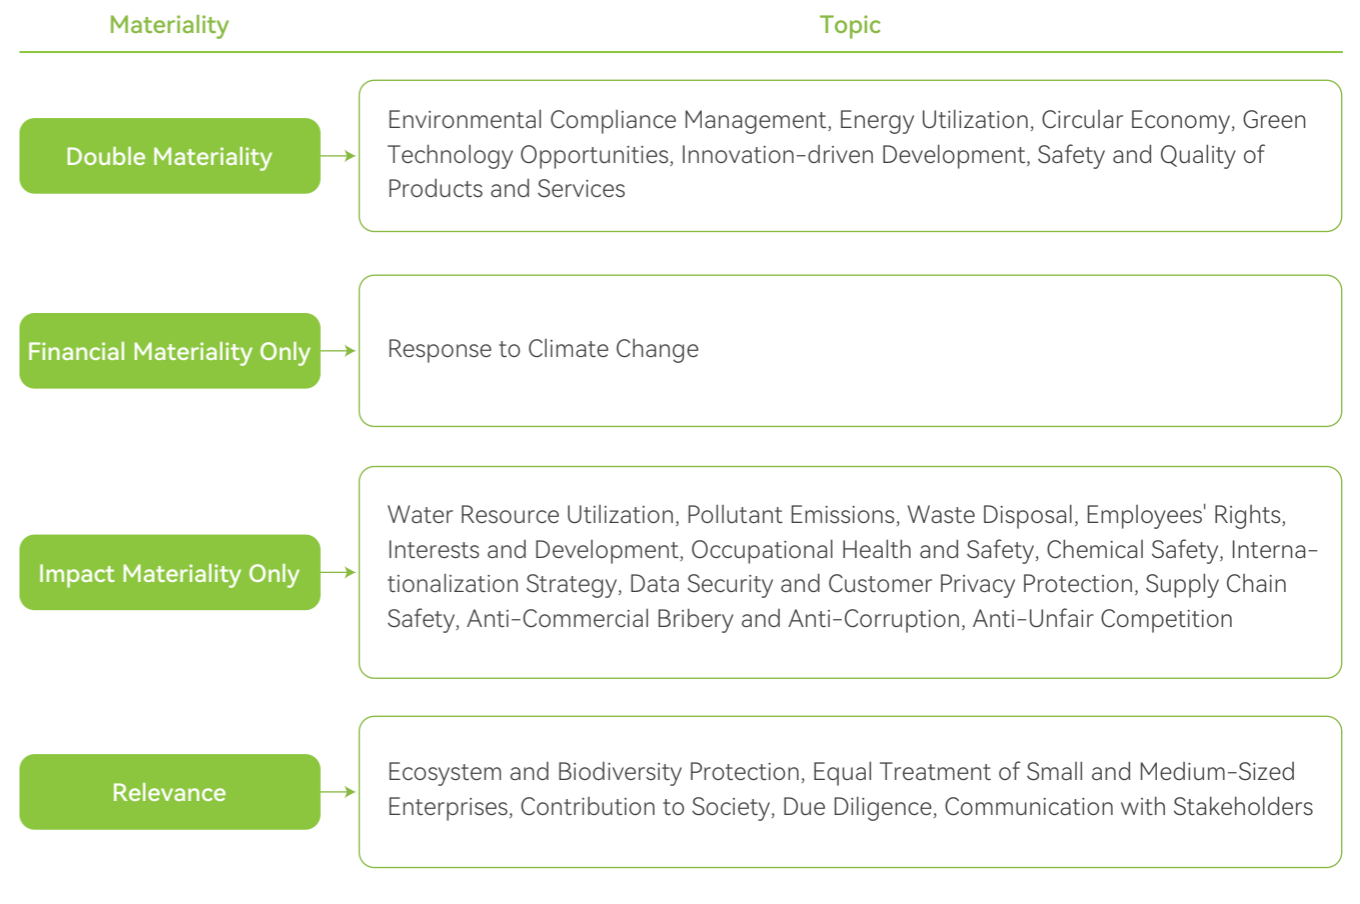 Materiality
Topic
Double Materiality
Environmental Compliance Management, Energy Utilization, Circular Economy, Green
Technology Opportunities, Innovation-driven Development, Safety and Quality of
Products and Services
Financial Materiality Only
Response to Climate Change
Impact Materiality Only
Water Resource Utilization, Pollutant Emissions, Waste Disposal, Employees' Rights,
Interests and Development, Occupational Health and Safety, Chemical Safety, Interna-
tionalization Strategy, Data Security and Customer Privacy Protection, Supply Chain
Safety, Anti-Commercial Bribery and Anti-Corruption, Anti-Unfair Competition
Relevance
Ecosystem and Biodiversity Protection, Equal Treatment of Small and Medium-Sized
Enterprises, Contribution to Society, Due Diligence, Communication with Stakeholders